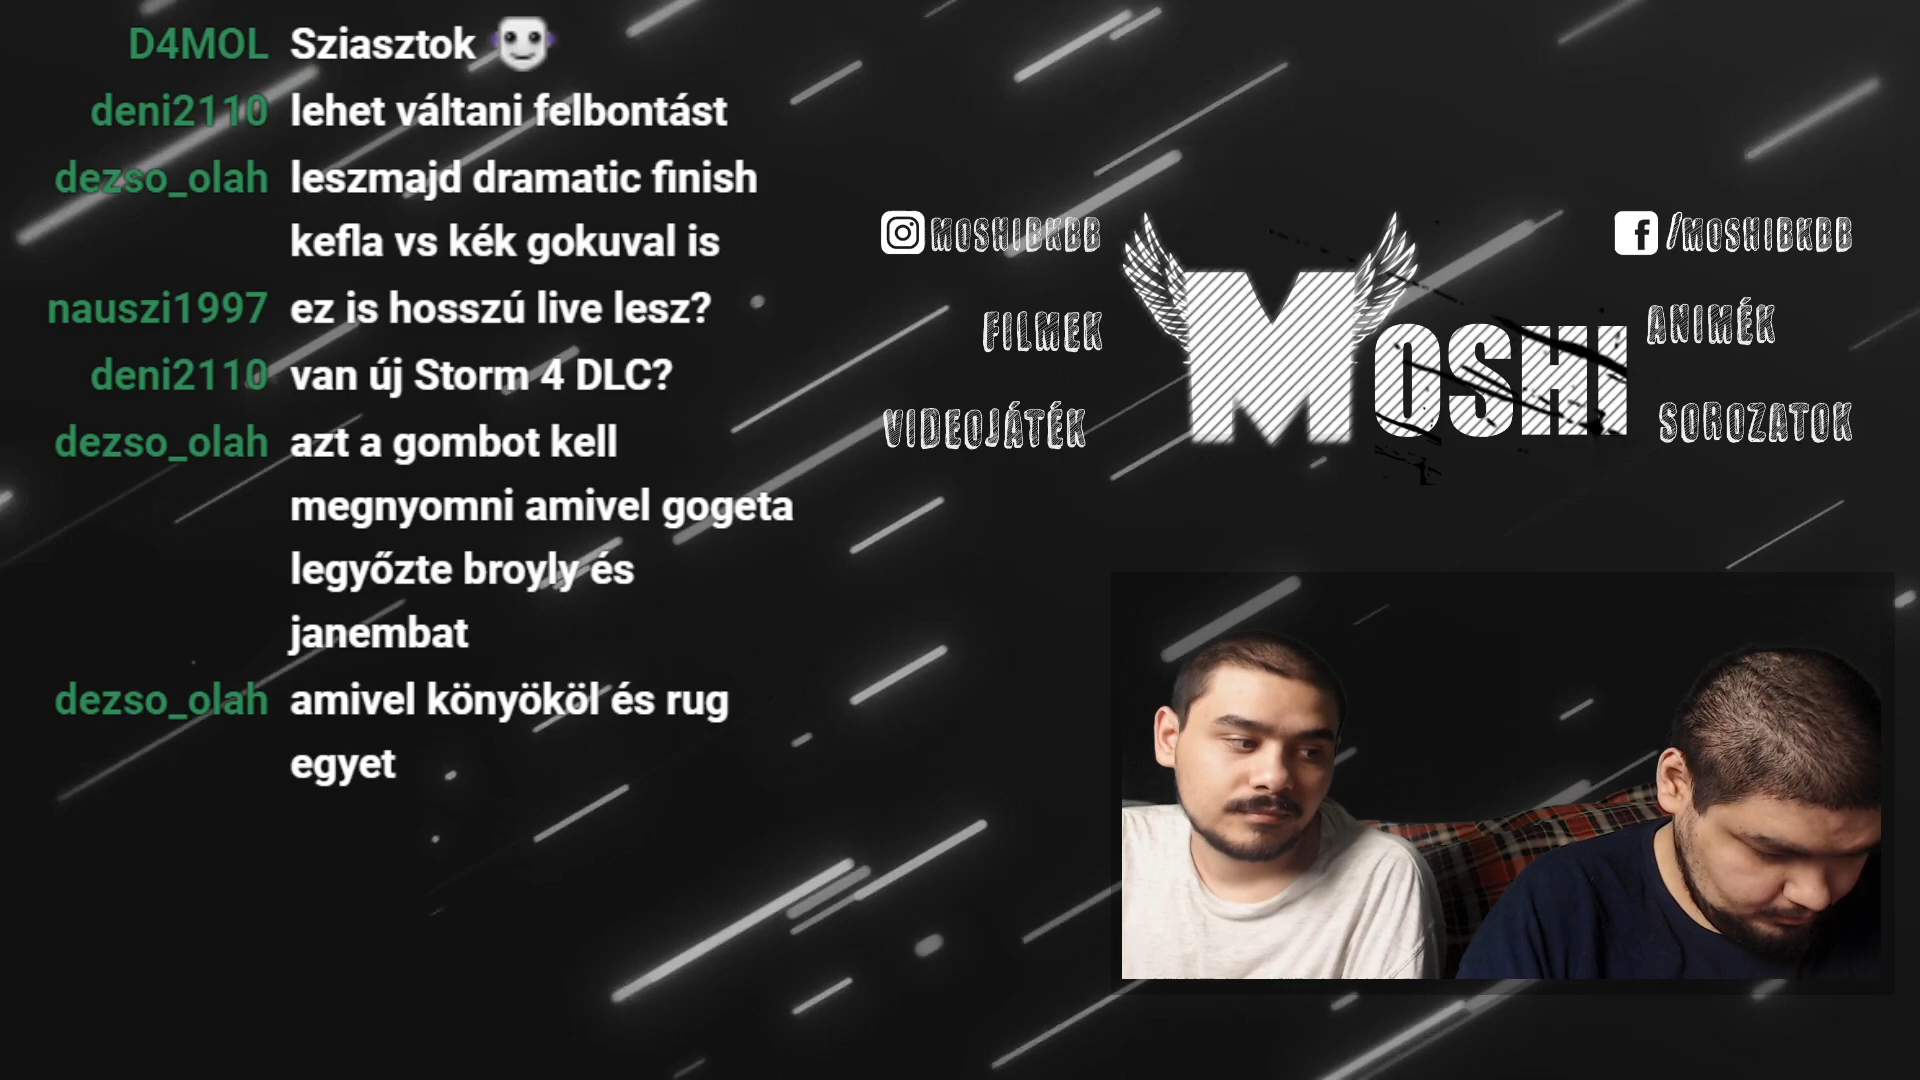 D4MOL Sziasztok
deni2110 lehet váltani felbontást
dezso_olah leszmajd dramatic finish
kefla vs kék gokuval is
nauszi1997 ez is hosszú live lesz?
deni2110 van új Storm 4 DLC?
dezso_olah azt a gombot kell
megnyomni amivel gogeta
legyőzte broyly és
janembat
dezso_olah amivel könyököl és rug
egyet
MOSHIBKBB
/MOSHIBKBB
FILMEK
MOSHI
ANIMÉK
VIDEOJÁTÉK
SOROZATOK